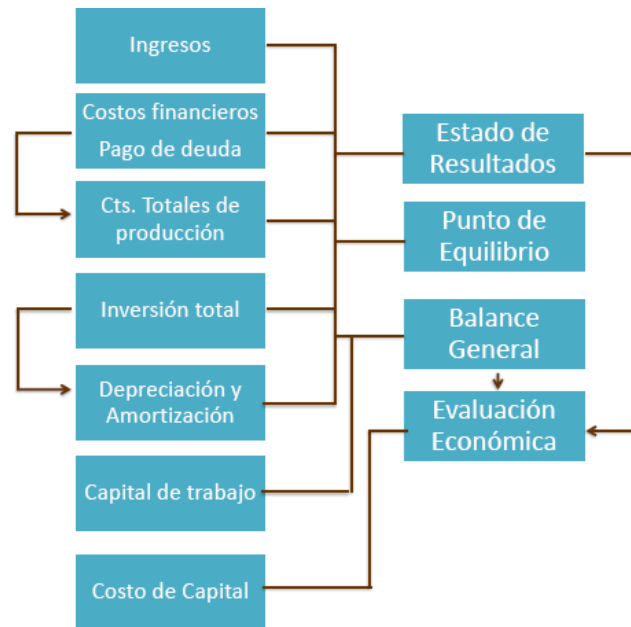 Ingresos
Costos financieros
Pago de deuda
Cts. Totales de
producción
Inversión total
Depreciación y
Amortización
Capital de trabajo
Costo de Capital
Estado de
Resultados
Punto de
Equilibrio
Balance
General
Evaluación
Económica